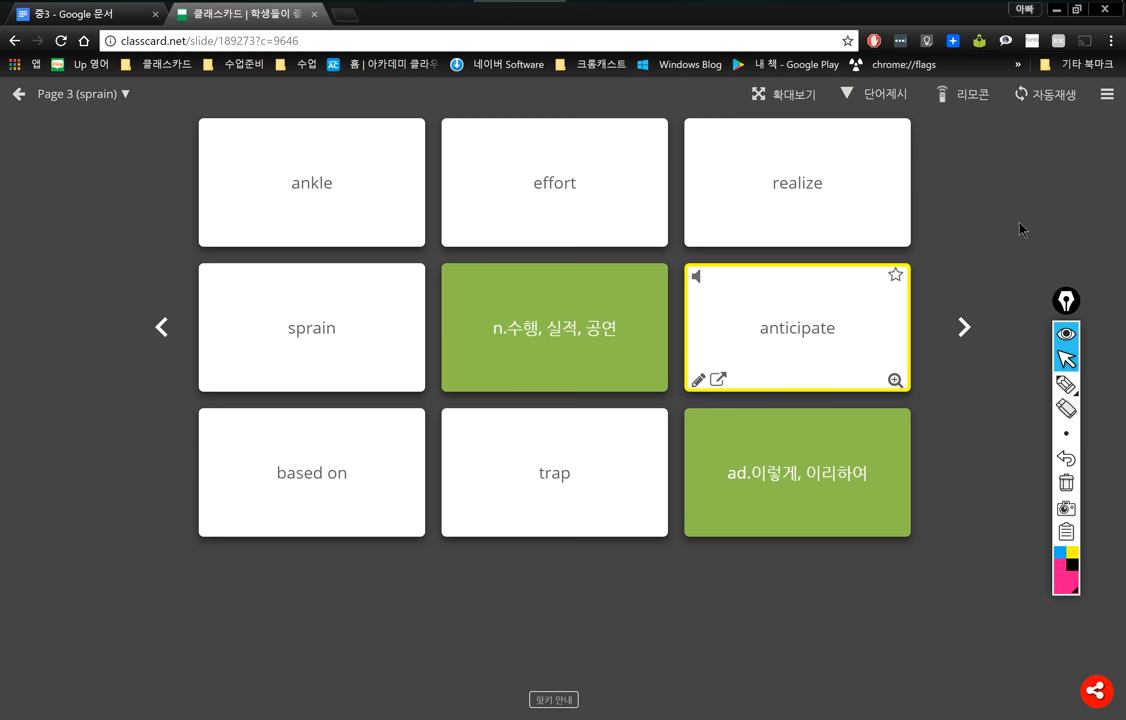 중3 - Google 문서
클래스카드 | 학생들이 줄
아빠
classcard.net/slide/189273?c=9646
앱
Up 영어
클래스카드
수업준비
수업
홈 | 아카데미 클라우
네이버 Software
크롬캐스트
Windows Blog
내 책 - Google Play
chrome://flags
»
기타 북마크
Page 3 (sprain) ▼
확대보기
단어제시
리모콘
자동재생
ankle
effort
realize
sprain
n.수행, 실적, 공연
anticipate
based on
trap
ad.이렇게, 이리하여
핫키 안내